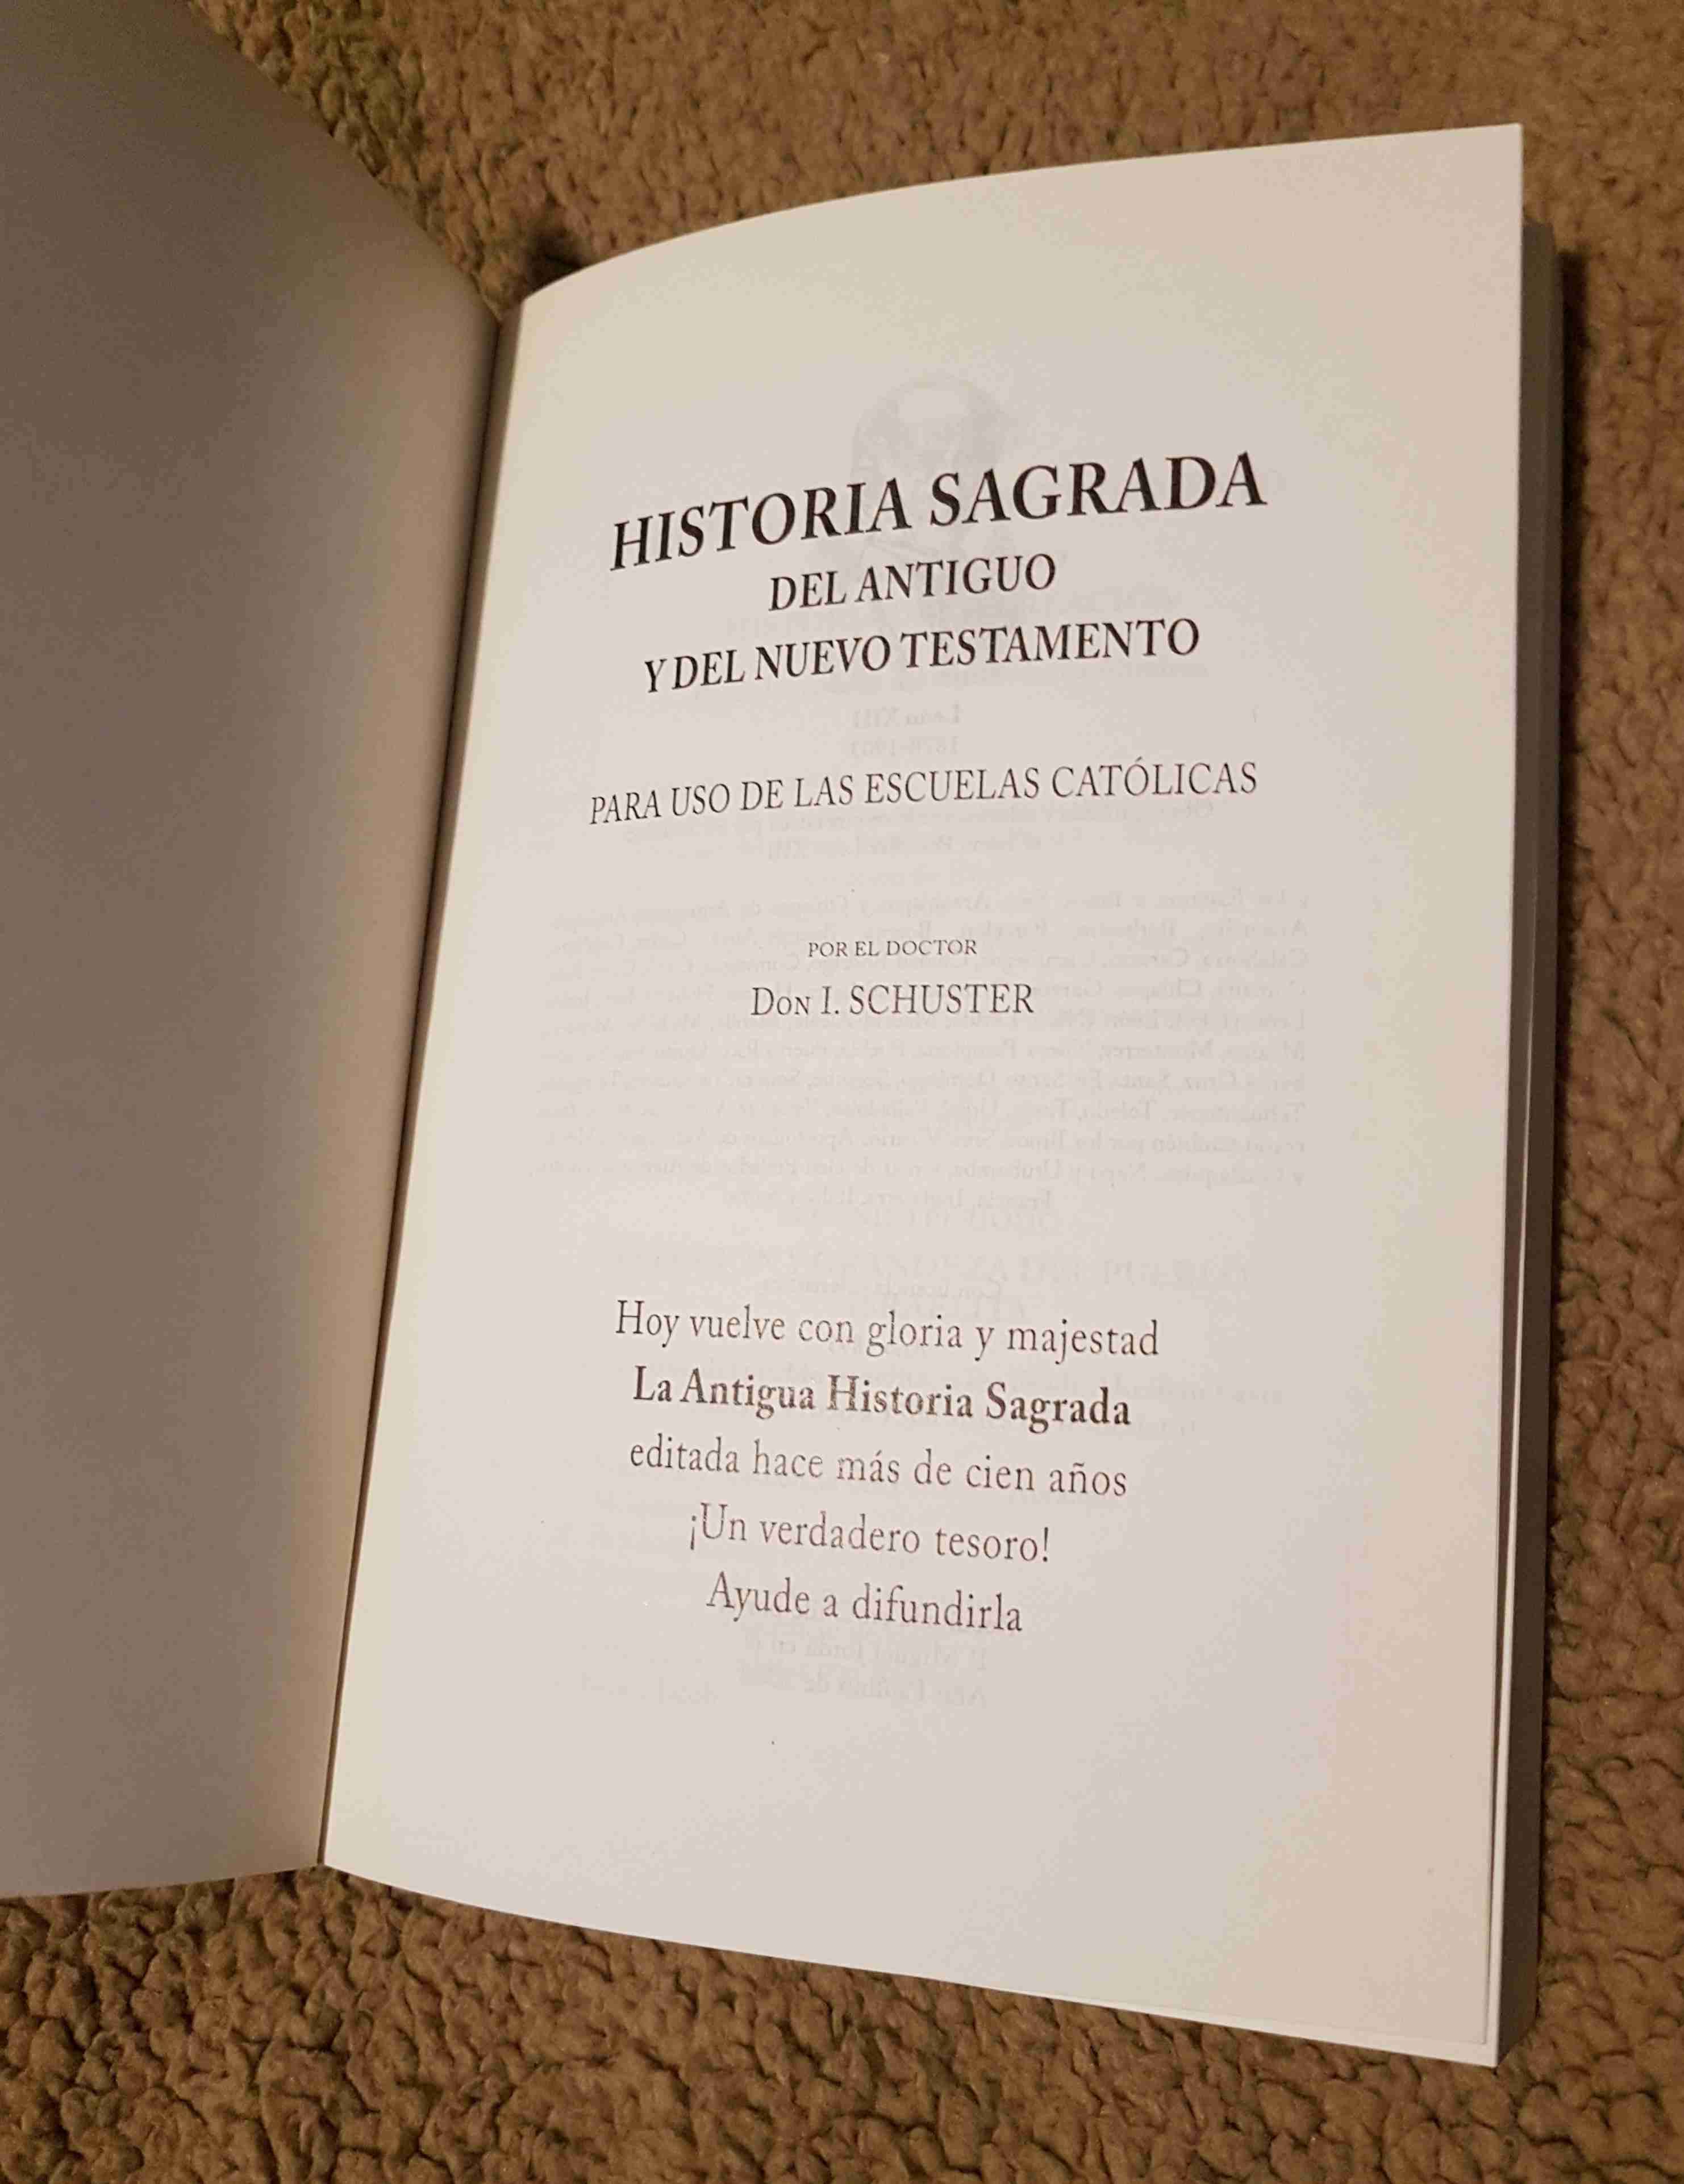 HISTORIA SAGRADA
DEL ANTIGUO
Y DEL NUEVO TESTAMENTO
PARA USO DE LAS ESCUELAS CATÓLICAS
POR EL DOCTOR
DON I. SCHUSTER
Hoy vuelve con gloria y majestad
La Antigua Historia Sagrada
editada hace más de cien años
¡Un verdadero tesoro!
Ayude a difundirla